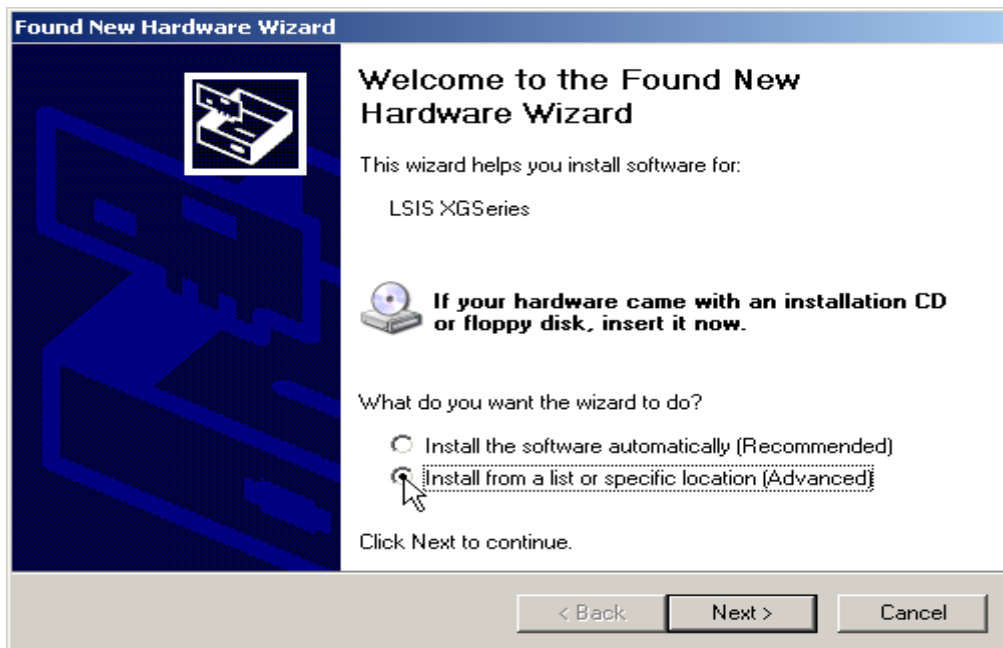 Found New Hardware Wizard
Welcome to the Found New
Hardware Wizard
This wizard helps you install software for:
LSIS XGSeries
If your hardware came with an installation CD
or floppy disk, insert it now.
What do you want the wizard to do?
Install the software automatically (Recommended)
Install from a list or specific location (Advanced)
Click Next to continue.
< Back
Next >
Cancel